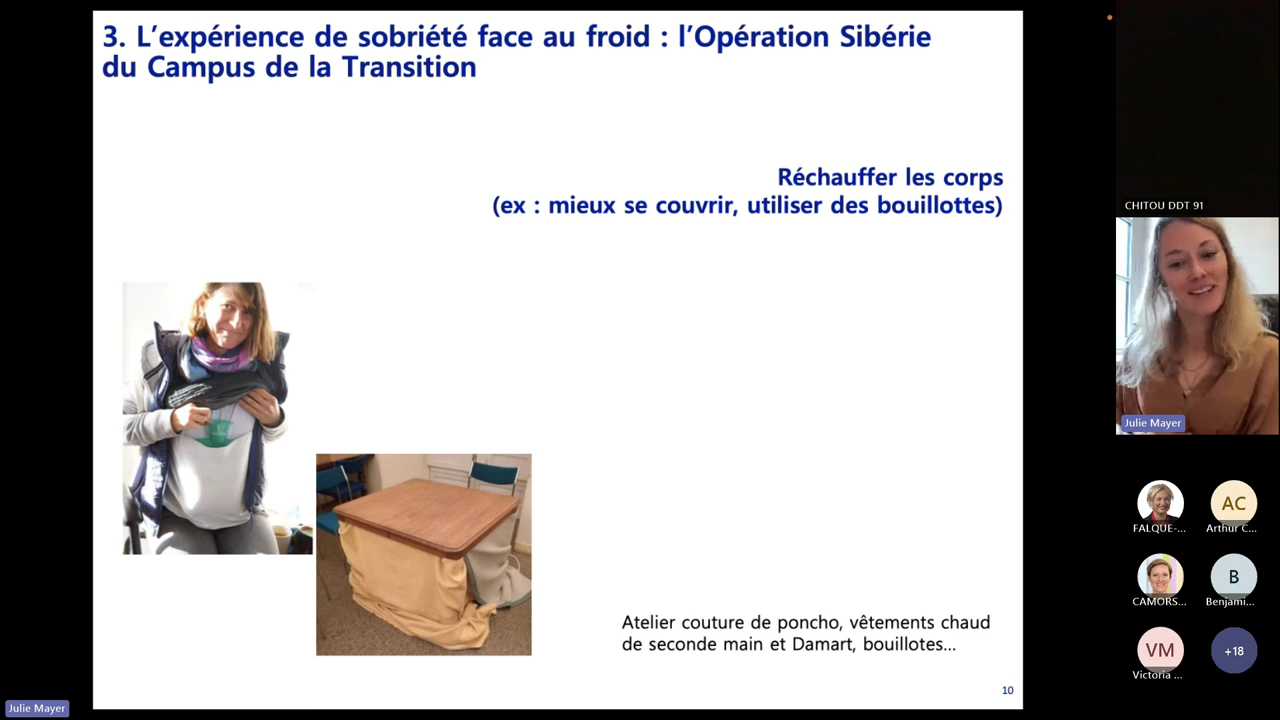 3. L’expérience de sobriété face au froid : l’Opération Sibérie
du Campus de la Transition
Réchauffer les corps
(ex : mieux se couvrir, utiliser des bouillottes)
Atelier couture de poncho, vêtements chaud
de seconde main et Damart, bouillotes...
10
Julie Mayer
CHITOU DDT 91
Julie Mayer
FALQUE-...
AC
Arthur C...
CAMORS...
B
Benjami...
VM
Victoria ...
+18